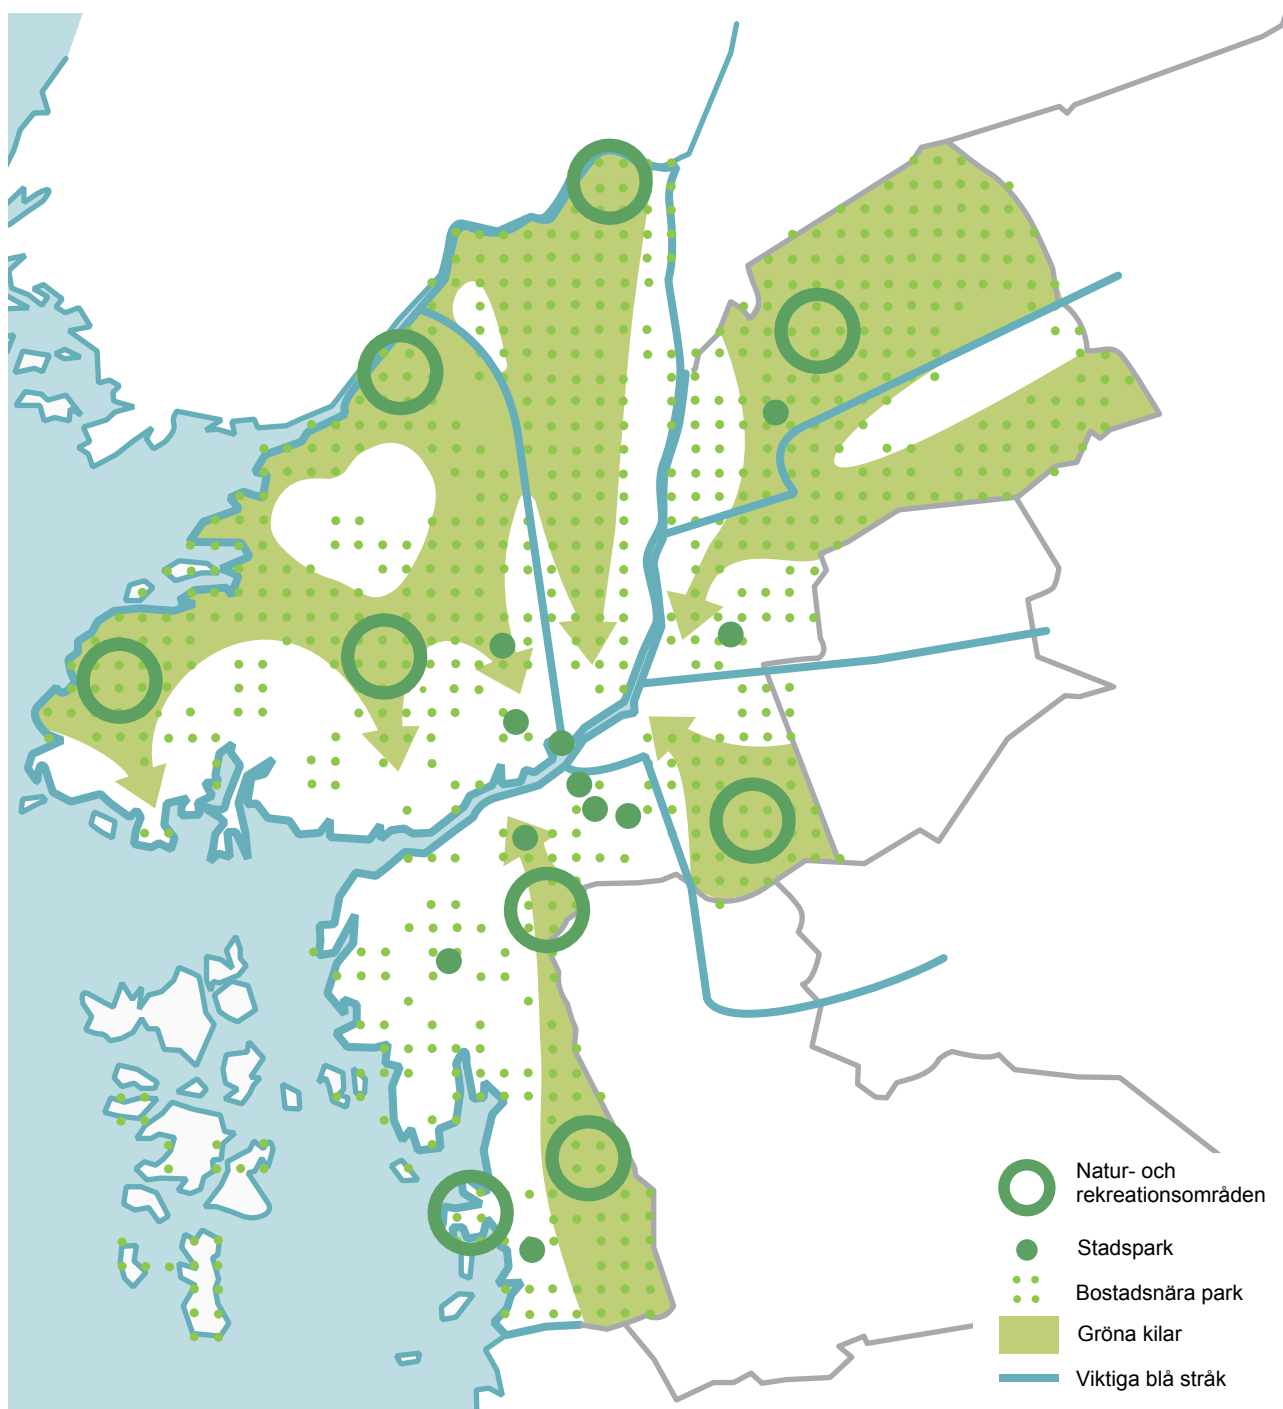 Natur- och
rekreationsområden
Stadspark
Bostadsnära park
Gröna kilar
Viktiga blå stråk